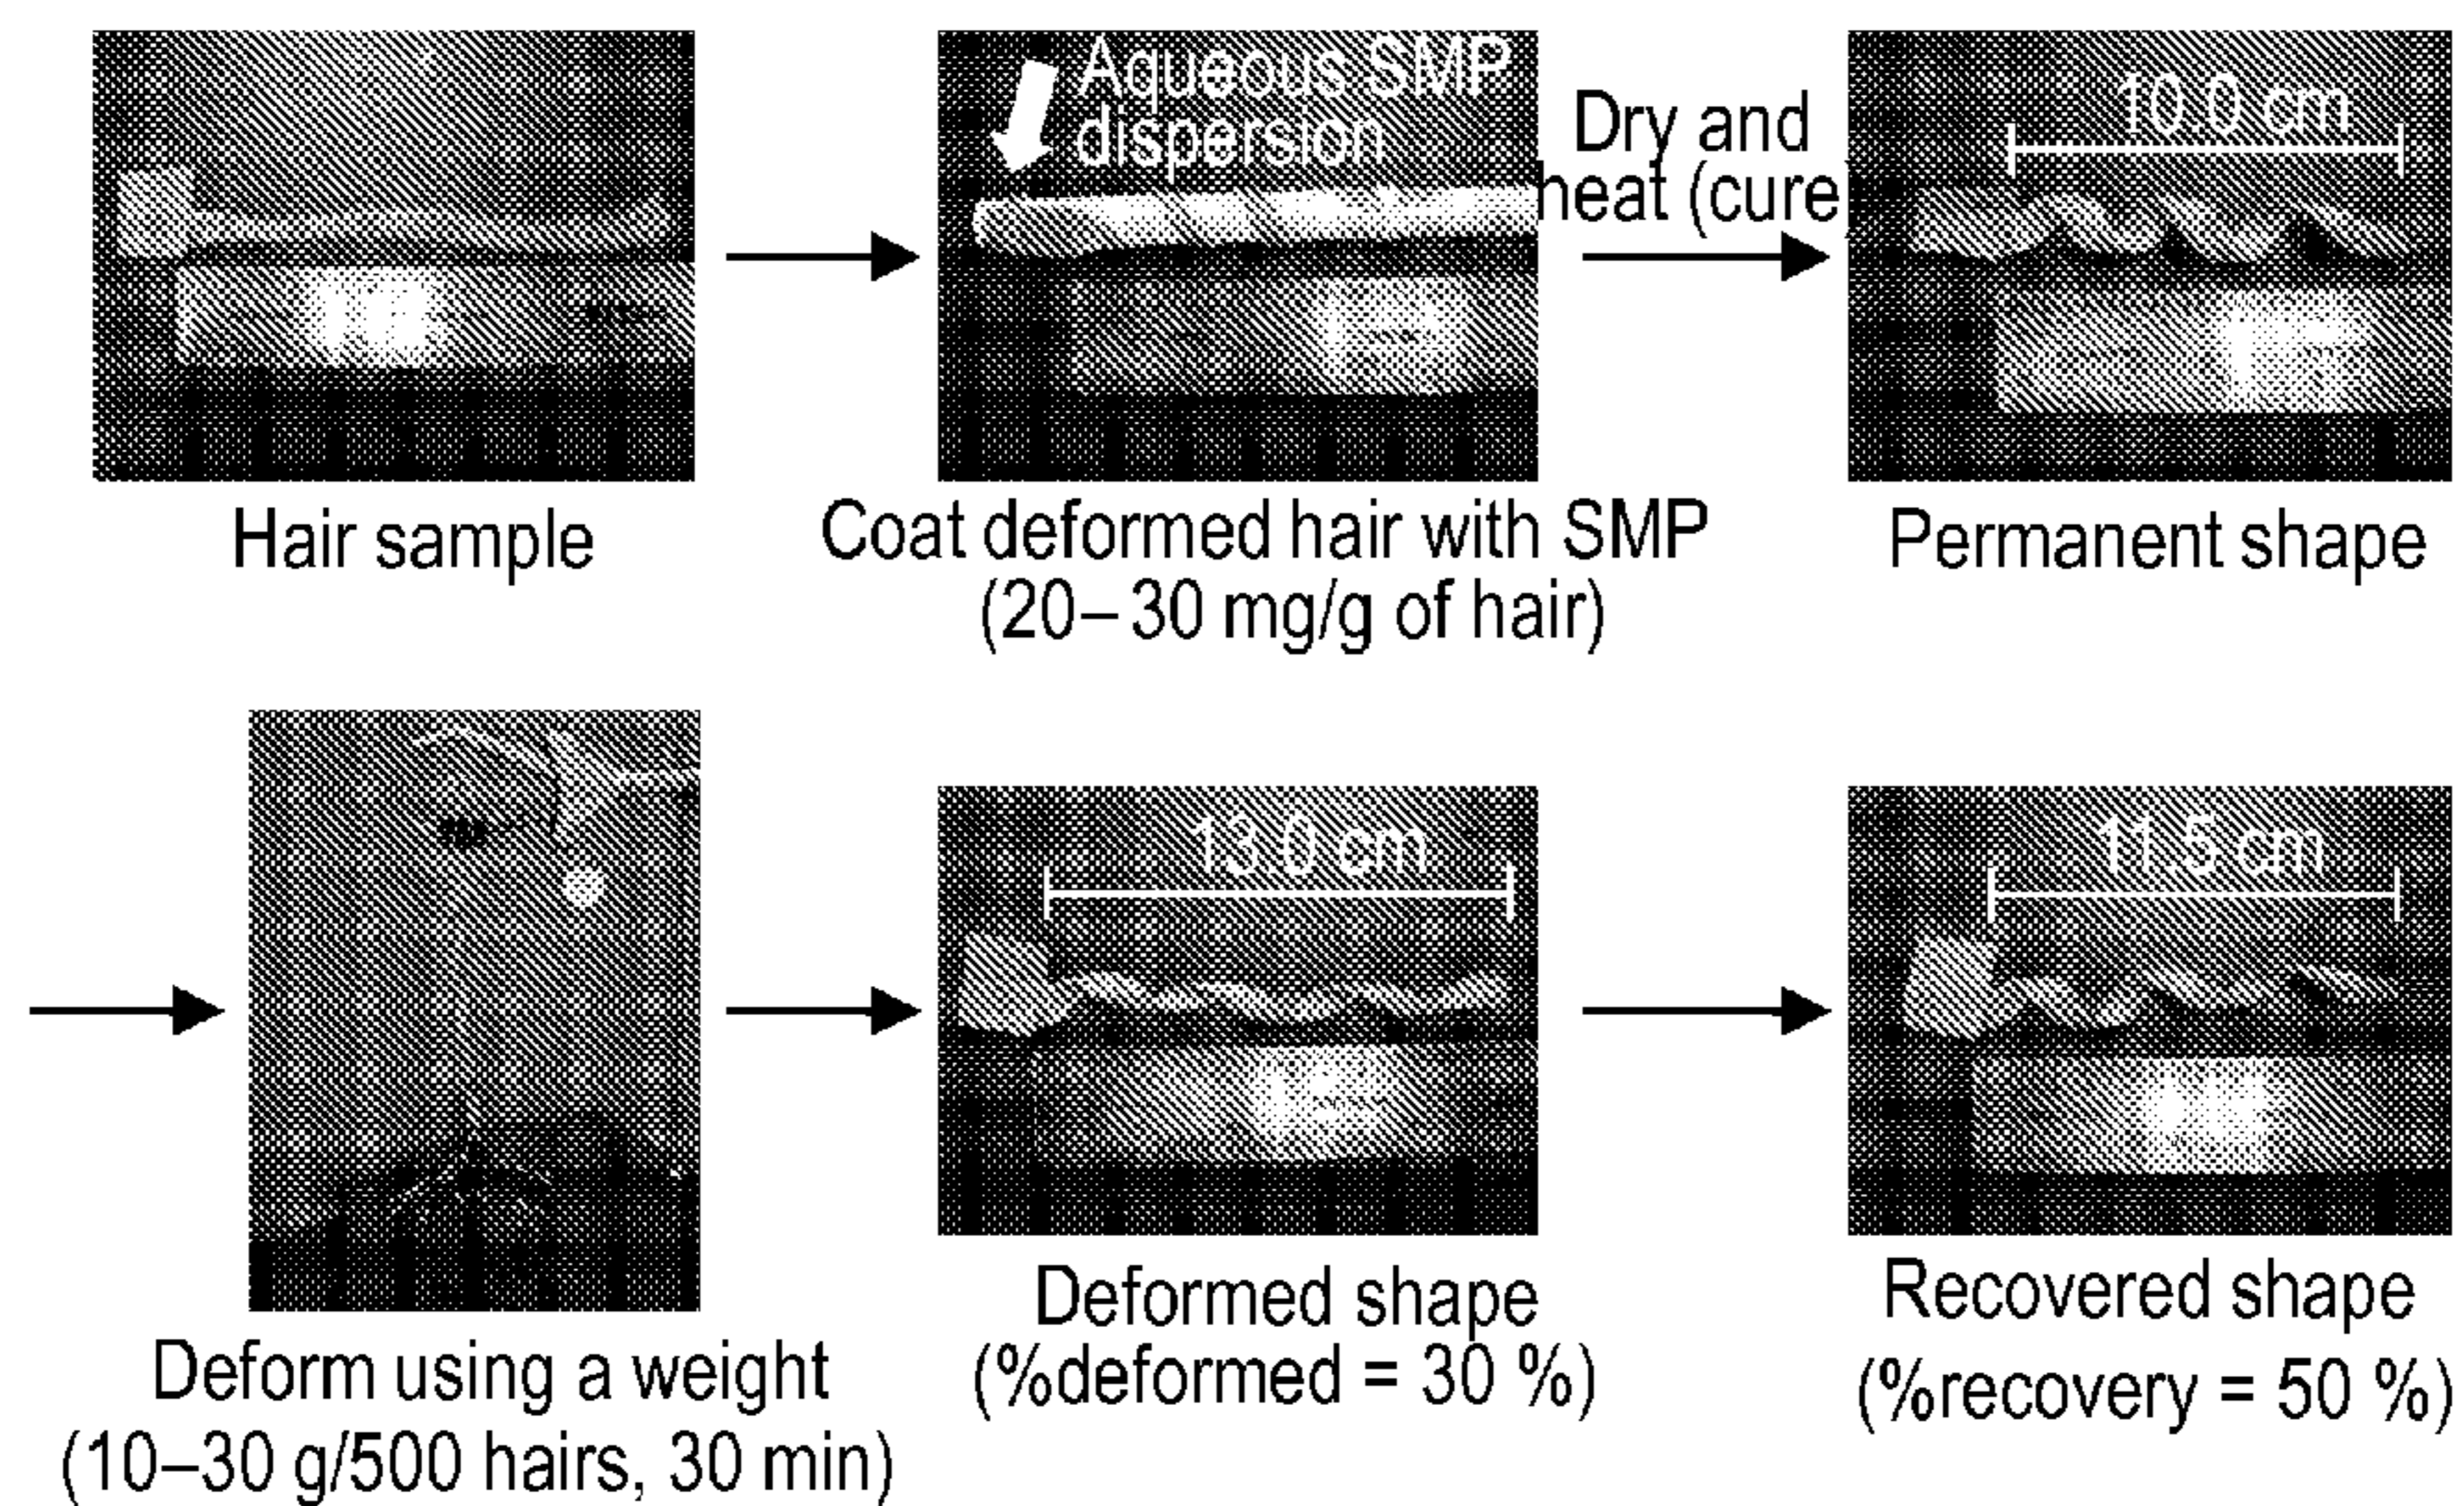 Aqueous SMP
dispersion
Dry and
heat (cure)
10.0 cm
Hair sample
Coat deformed hair with SMP
(20–30 mg/g of hair)
Permanent shape
13.0 cm
11.5 cm
Deform using a weight
(10–30 g/500 hairs, 30 min)
Deformed shape
(%deformed = 30 %)
Recovered shape
(%recovery = 50 %)